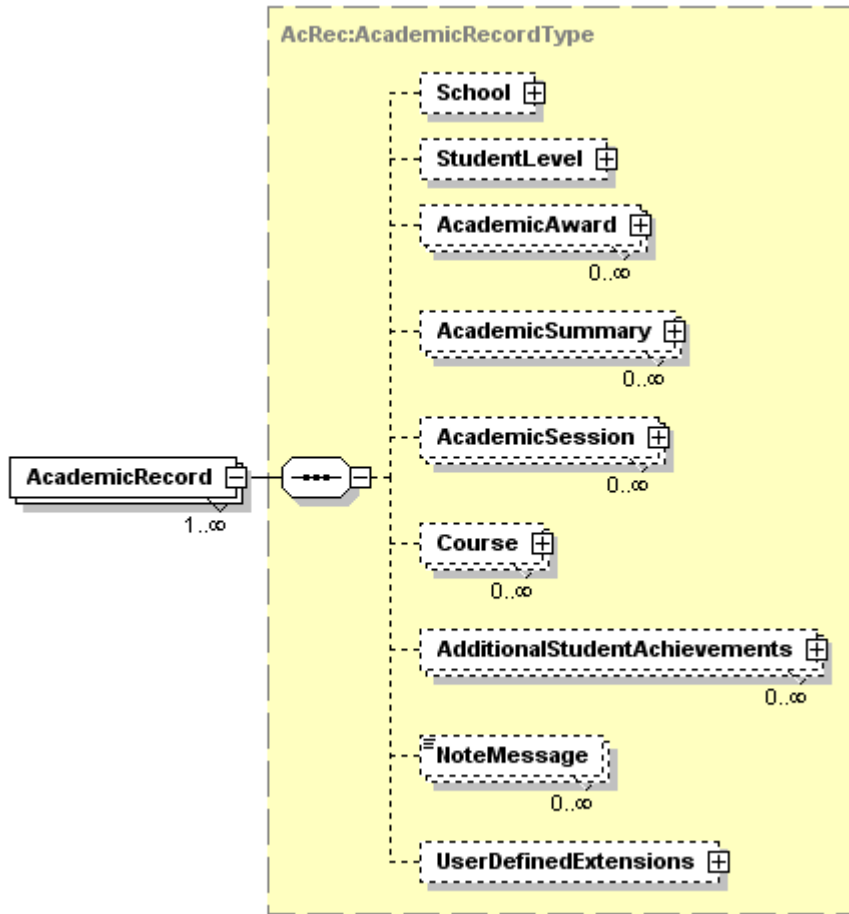 AcRec:AcademicRecordType
School
StudentLevel
AcademicAward
0..∞
AcademicSummary
0..∞
AcademicSession
0..∞
AcademicRecord
1..∞
Course
0..∞
AdditionalStudentAchievements
0..∞
NoteMessage
0..∞
UserDefinedExtensions